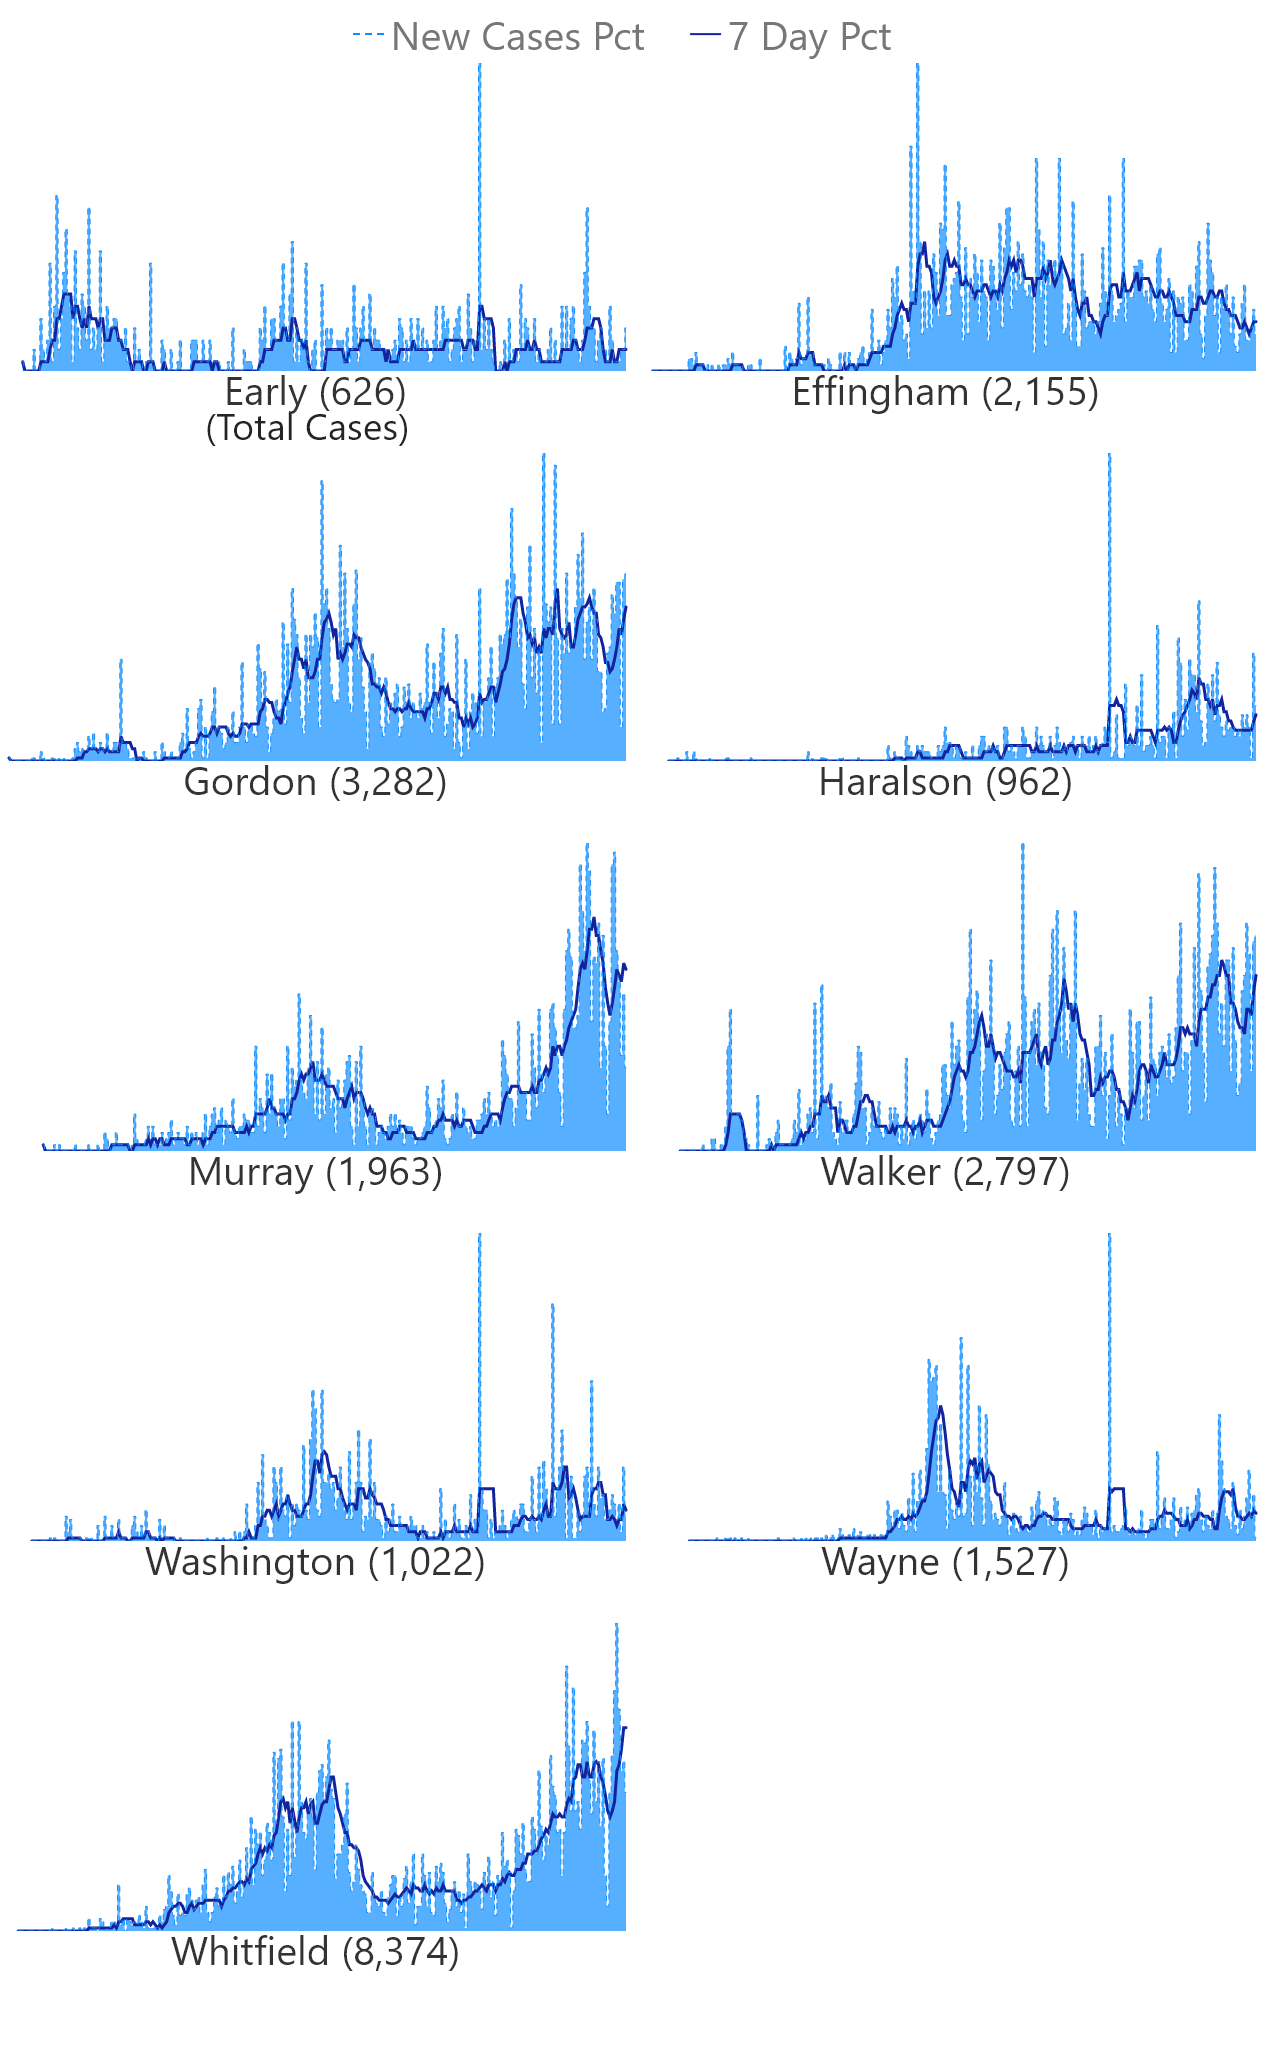 New Cases Pct 7 Day Pct
Early (626) Effingham (2,155)
(Total Cases)
Gordon (3,282) Haralson (962)
Murray (1,963) Walker (2,797)
Washington (1,022) Wayne (1,527)
Whitfield (8,374)